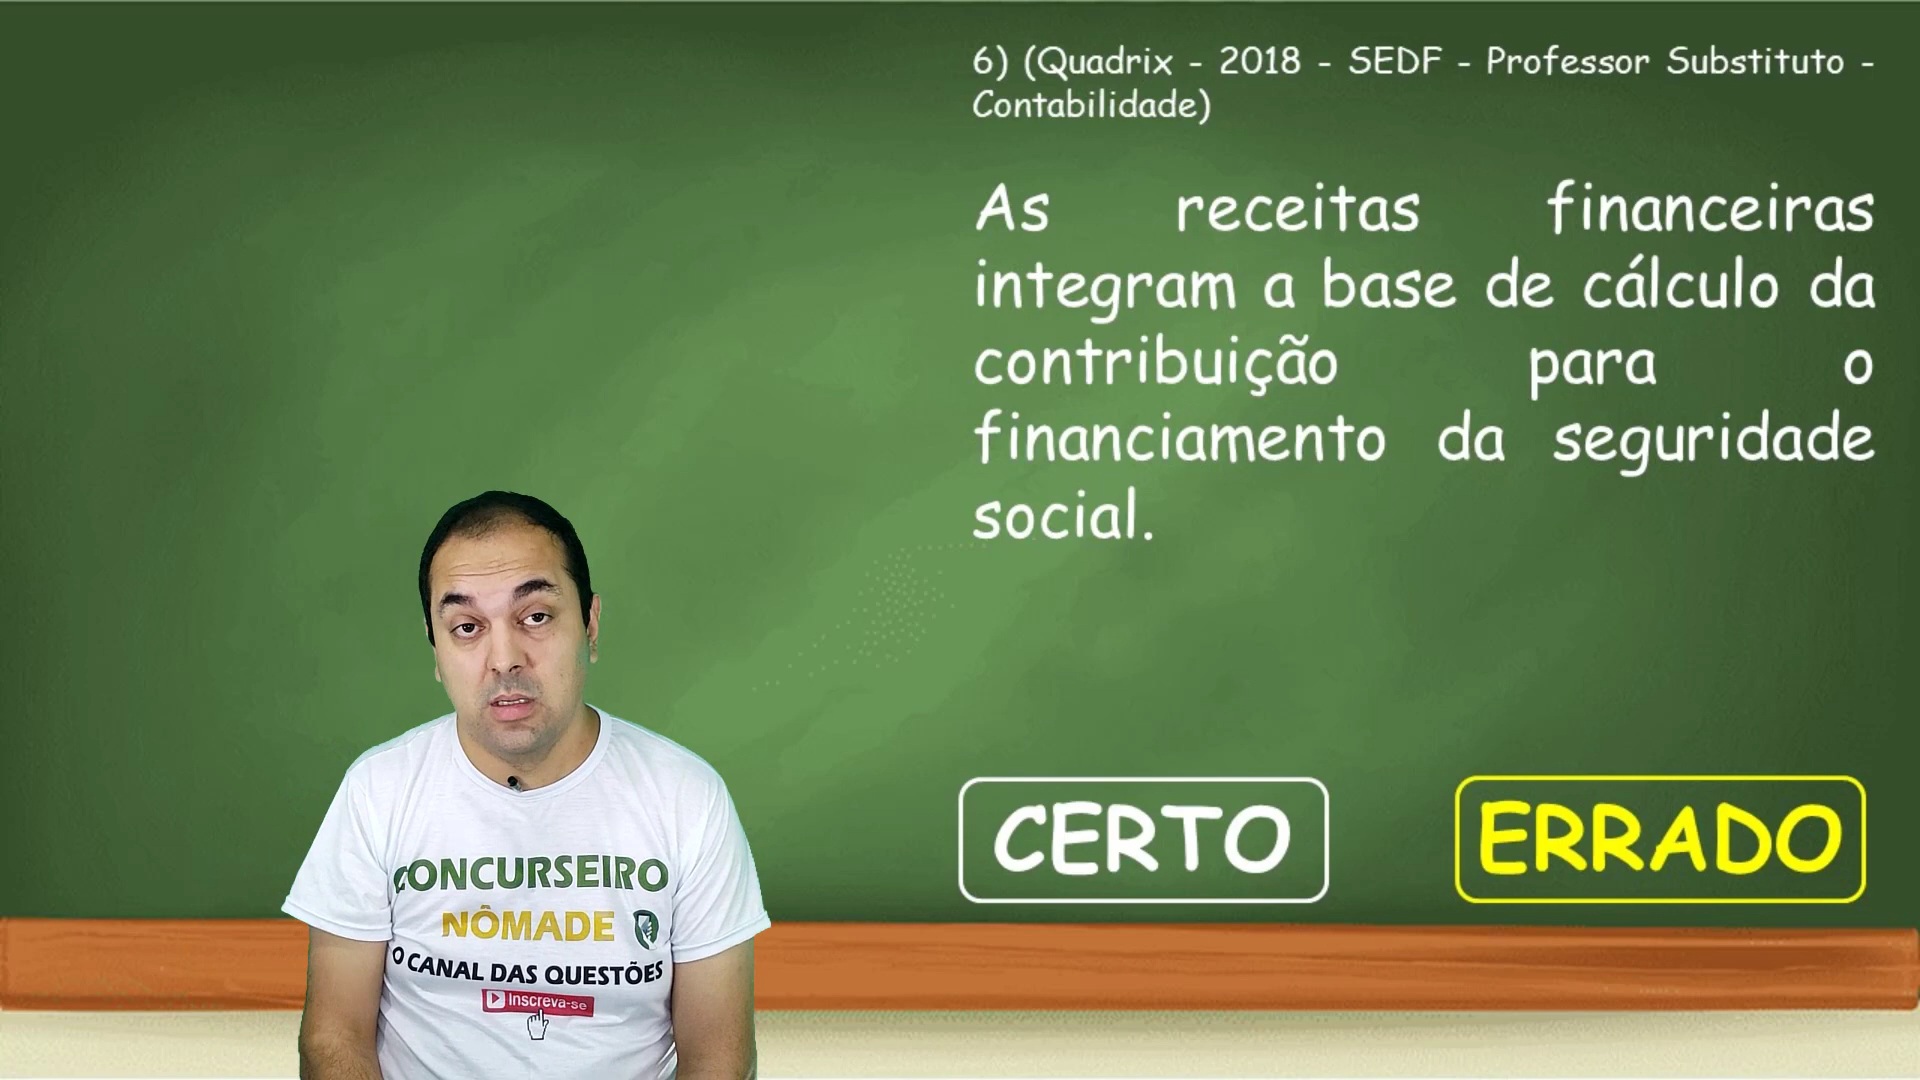 6) (Quadrix - 2018 - SEDF - Professor Substituto -
Contabilidade)
As receitas financeiras
integram a base de cálculo da
contribuição para o
financiamento da seguridade
social.
CERTO
ERRADO
CONCURSEIRO
NÔMADE
O CANAL DAS QUESTÕES
Inscreva-se